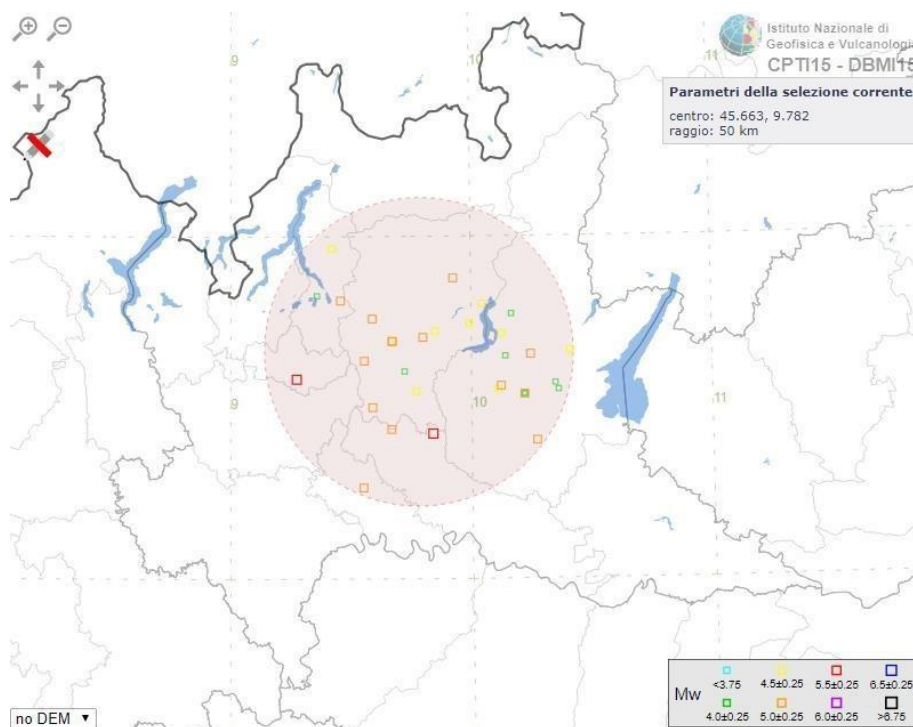 9
10
11
Istituto Nazionale di
Geofisica e Vulcanologia
CPTI15 - DBMI15
Parametri della selezione corrente
centro: 45.663, 9.782
raggio: 50 km
9
10
11
Mw
<3.75
4.5±0.25
5.5±0.25
6.5±0.25
4.0±0.25
5.0±0.25
6.0±0.25
>6.75
no DEM ▼